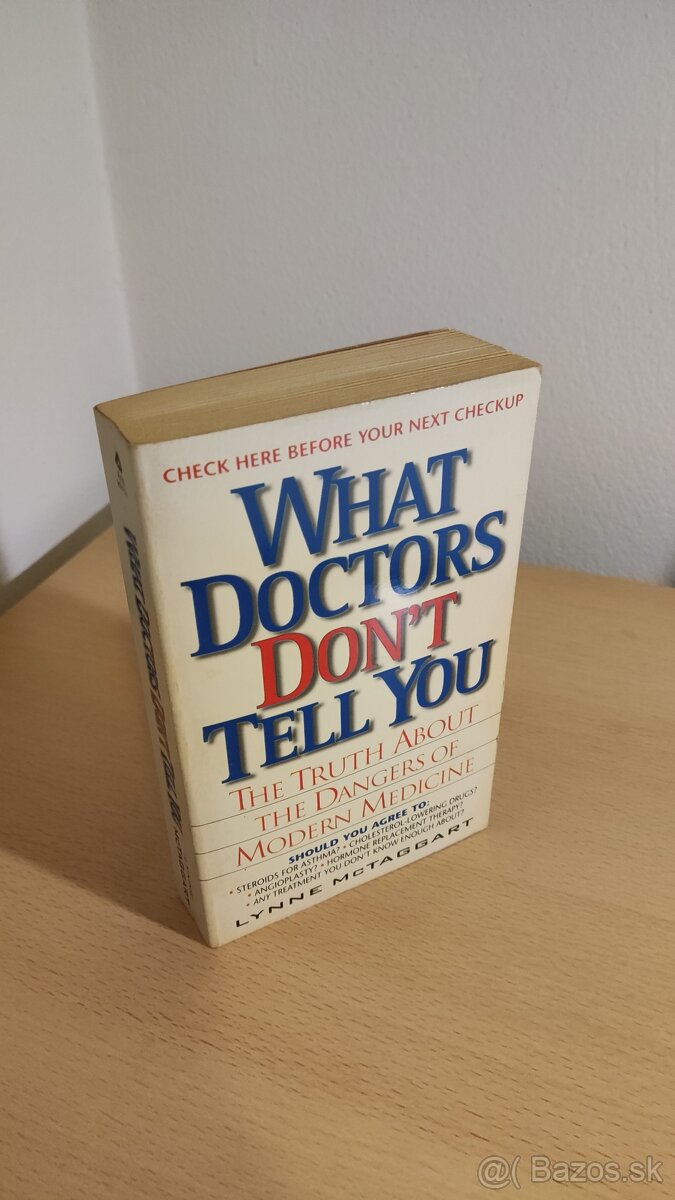 CHECK HERE BEFORE YOUR NEXT CHECKUP
WHAT
DOCTORS
DON'T
TELL YOU
THE TRUTH ABOUT
THE DANGERS OF
MODERN MEDICINE
SHOULD YOU AGREE TO:
• STEROIDS FOR ASTHMA? • CHOLESTEROL-LOWERING DRUGS?
• ANGIOPLASTY? • HORMONE REPLACEMENT THERAPY?
• ANY TREATMENT YOU DON'T KNOW ENOUGH ABOUT?
LYNNE MCTAGGART
WHAT DOCTORS DON'T TELL YOU
LYNNE MCTAGGART
@( Bazos.sk